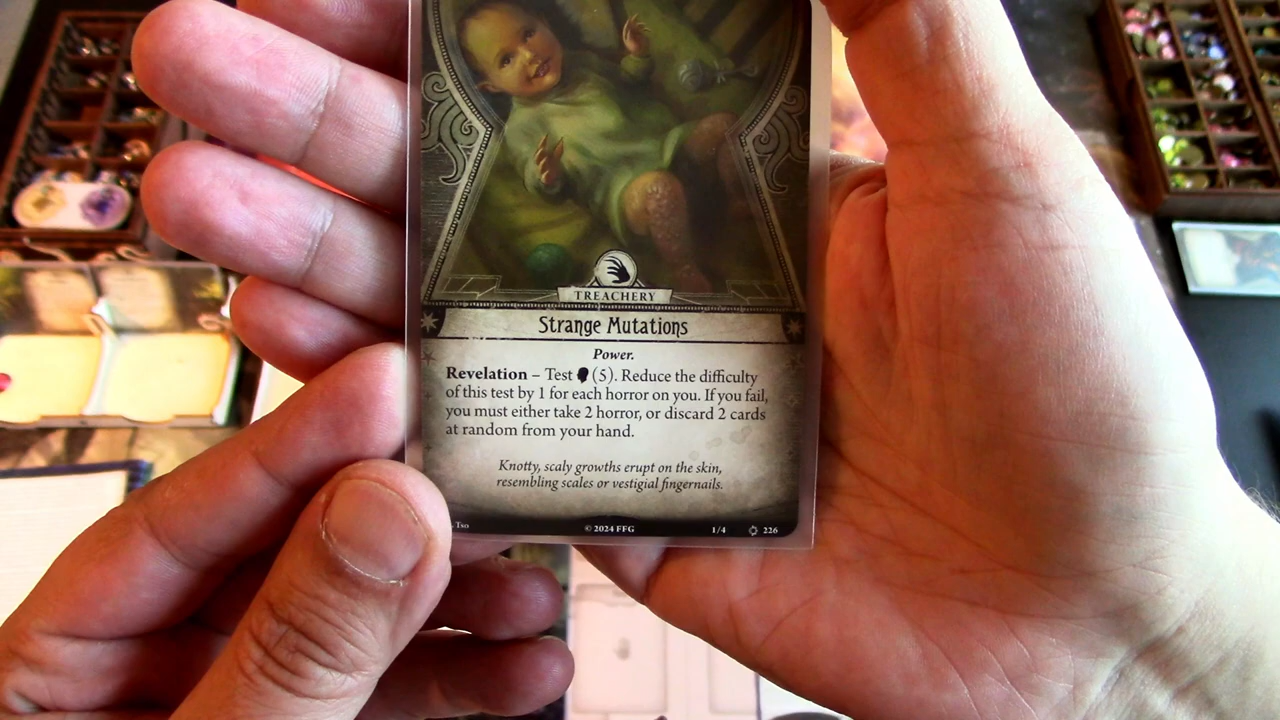 TREACHERY
Strange Mutations
Power.
Revelation – Test (5). Reduce the difficulty
of this test by 1 for each horror on you. If you fail,
you must either take 2 horror, or discard 2 cards
at random from your hand.
Knotty, scaly growths erupt on the skin,
resembling scales or vestigial fingernails.
Tso © 2024 FFG 1/4 226